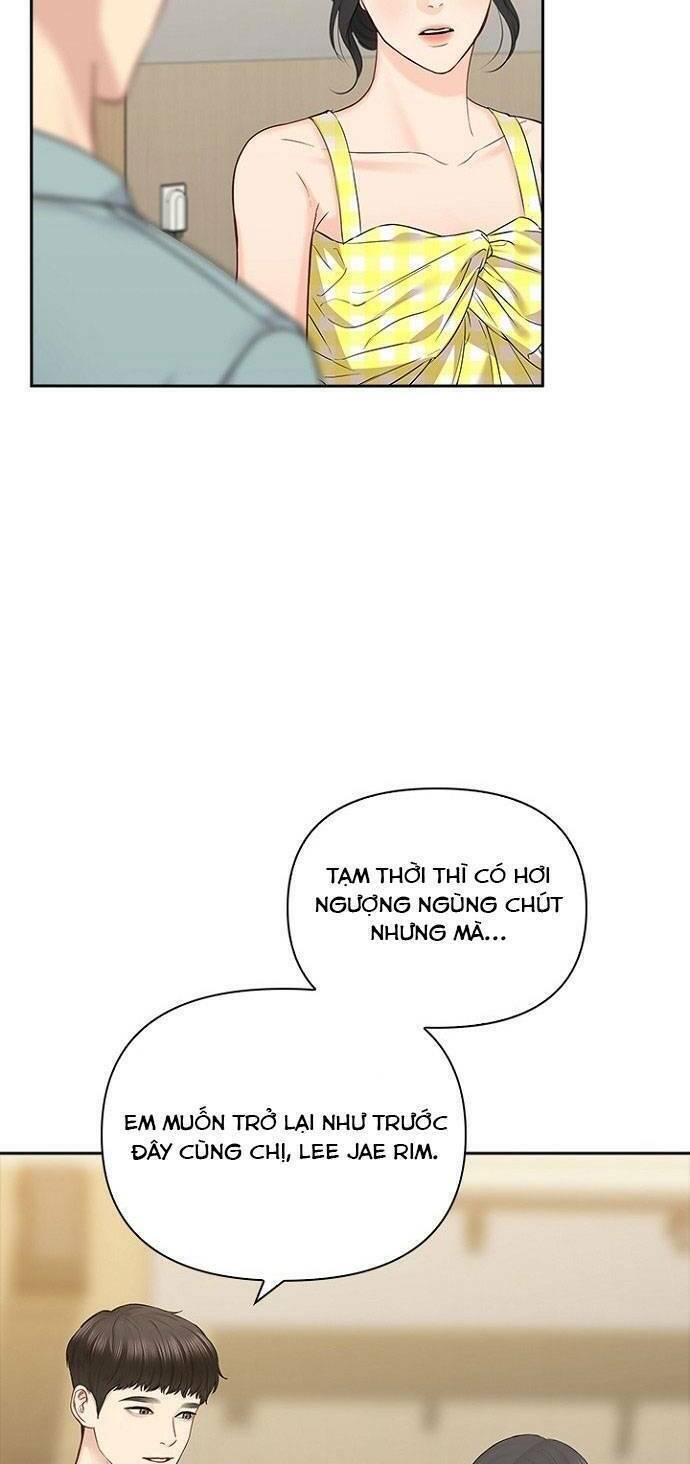 TẠM THỜI THÌ CÓ HƠI
NGƯỢNG NGÙNG CHÚT
NHƯNG MÀ...
EM MUỐN TRỞ LẠI NHƯ TRƯỚC
ĐÂY CÙNG CHỊ, LEE JAE RIM.